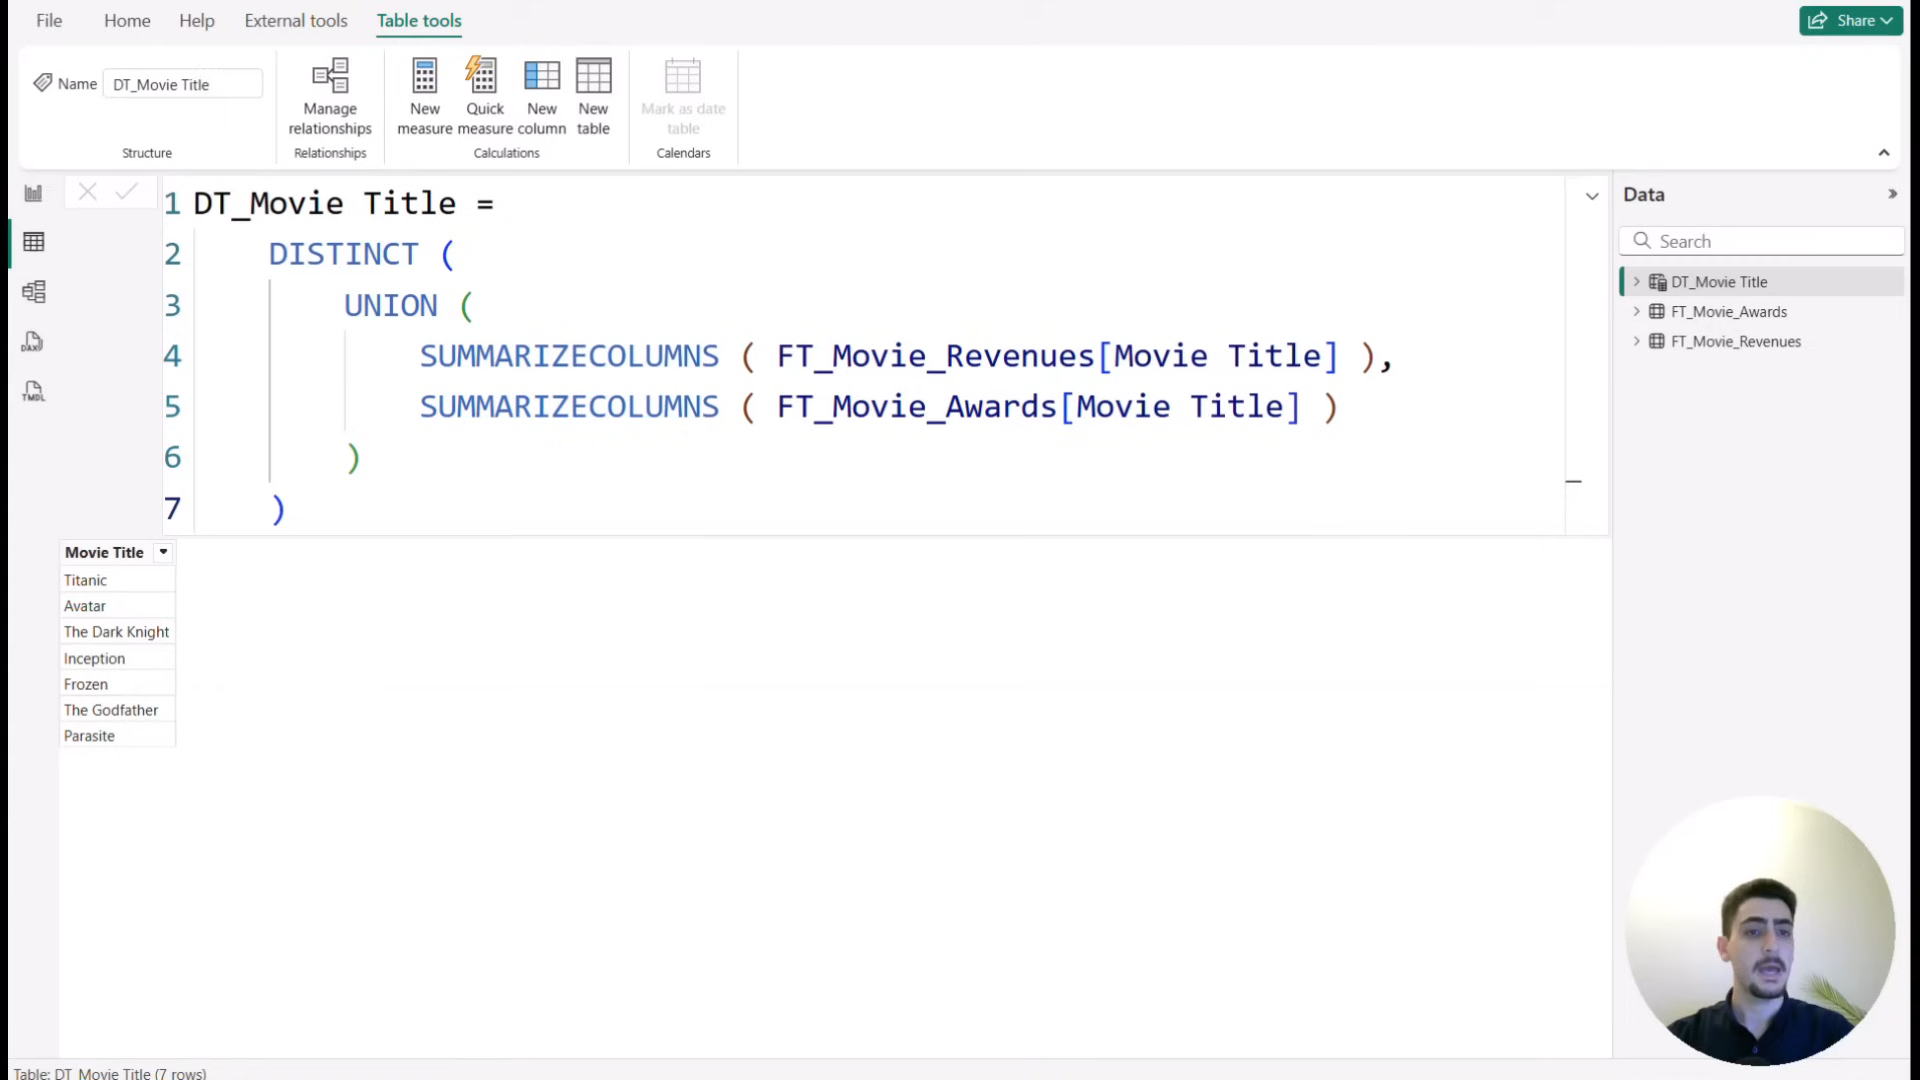 File Home Help External tools Table tools
Share
Name DT_Movie Title
Manage relationships
New measure
Quick measure
New column
New table
Mark as date table
Structure Relationships Calculations Calendars
1 DT_Movie Title =
2 DISTINCT (
3 UNION (
4 SUMMARIZECOLUMNS ( FT_Movie_Revenues[Movie Title] ),
5 SUMMARIZECOLUMNS ( FT_Movie_Awards[Movie Title] )
6 )
7 )
DAX
TMDL
Movie Title
Titanic
Avatar
The Dark Knight
Inception
Frozen
The Godfather
Parasite
Data
Search
DT_Movie Title
FT_Movie_Awards
FT_Movie_Revenues
Table: DT_Movie Title (7 rows)